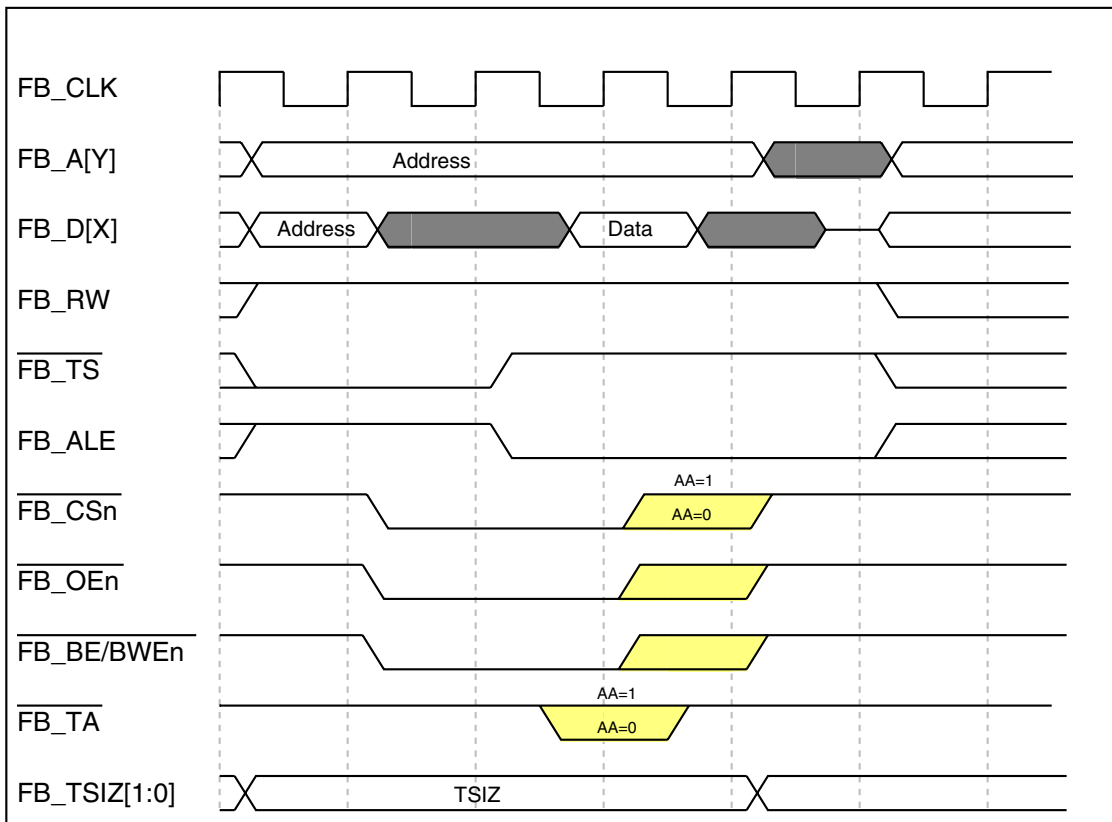 FB_CLK
FB_A[Y]
Address
FB_D[X]
Address
Data
FB_RW
FB_TS
FB_ALE
AA=1
FB_CSn
AA=0
FB_OEn
FB_BE/BWEn
AA=1
FB_TA
AA=0
FB_TSIZ[1:0]
TSIZ